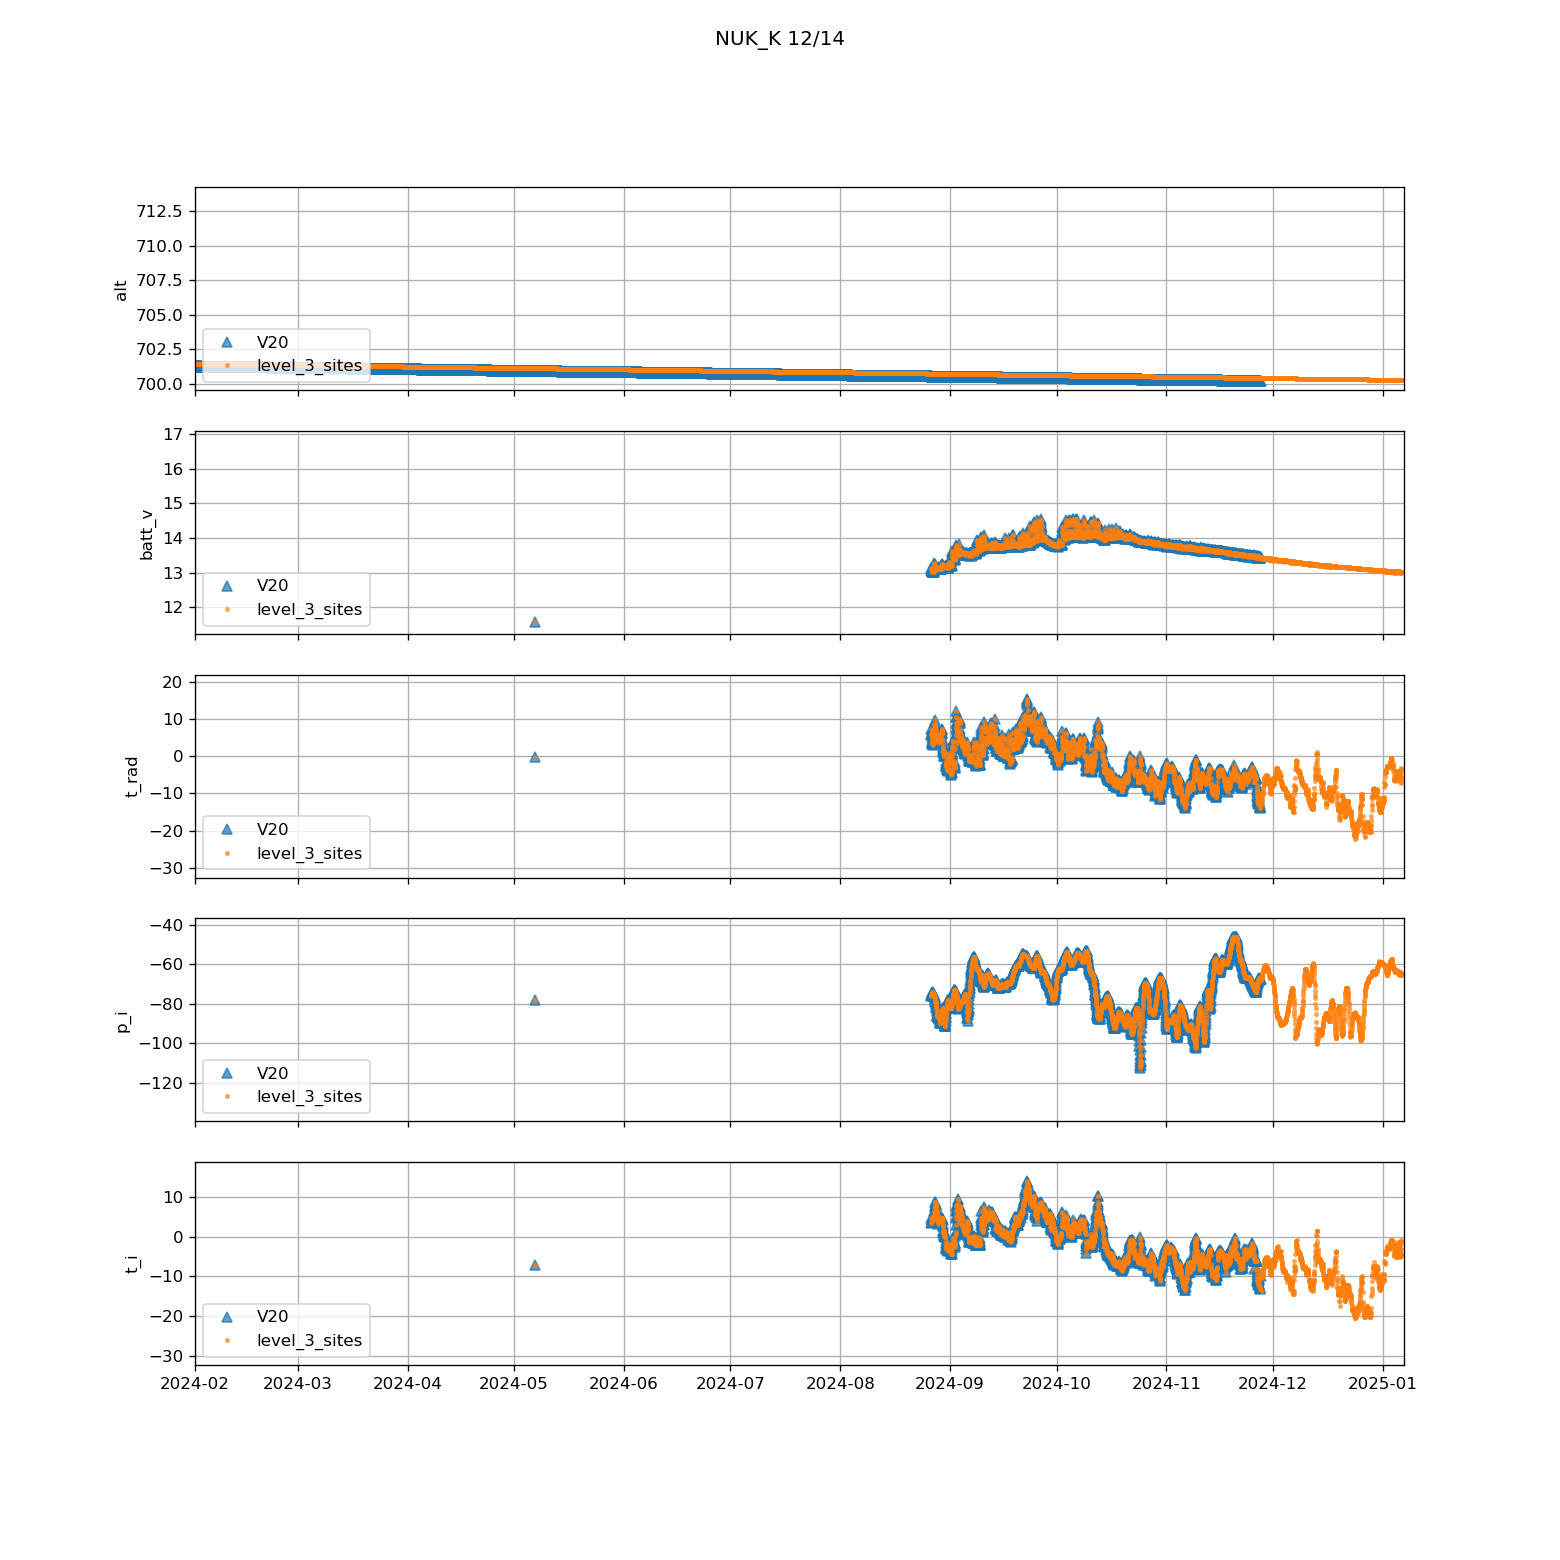 NUK_K 12/14
712.5
710.0
707.5
705.0
702.5
700.0
alt
V20
level_3_sites
17
16
15
14
13
12
batt_v
V20
level_3_sites
20
10
0
−10
−20
−30
t_rad
V20
level_3_sites
−40
−60
−80
−100
−120
p_i
V20
level_3_sites
10
0
−10
−20
−30
t_i
V20
level_3_sites
2024-02 2024-03 2024-04 2024-05 2024-06 2024-07 2024-08 2024-09 2024-10 2024-11 2024-12 2025-01